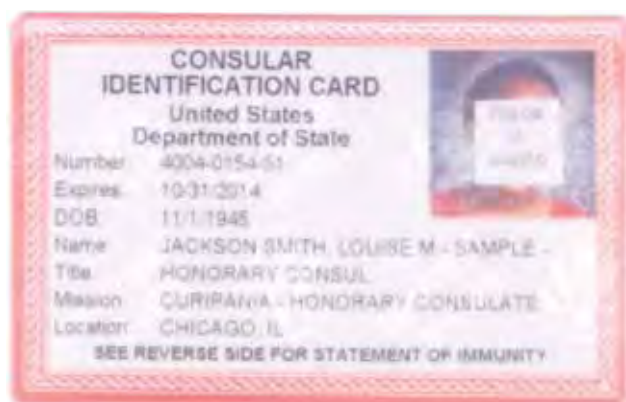 CONSULAR
IDENTIFICATION CARD
United States
Department of State
Number: 4004-0154-51
Expires: 10/31/2014
DOB: 11/1/1945
Name: JACKSON SMITH, LOUISE M - SAMPLE -
Title: HONORARY CONSUL
Mission: CURIPANIA - HONORARY CONSULATE
Location: CHICAGO, IL
SEE REVERSE SIDE FOR STATEMENT OF IMMUNITY